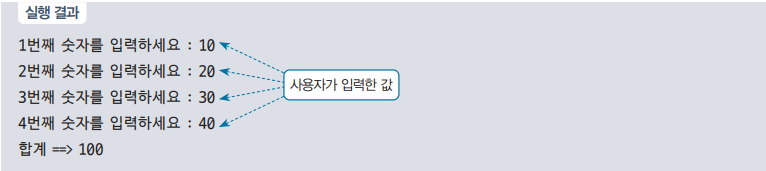 실행 결과
1번째 숫자를 입력하세요 : 10
2번째 숫자를 입력하세요 : 20
3번째 숫자를 입력하세요 : 30
4번째 숫자를 입력하세요 : 40
사용자가 입력한 값
합계 ==> 100